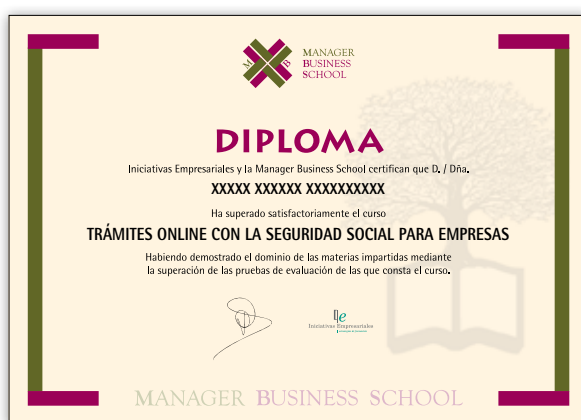 M B
MANAGER
BUSINESS
SCHOOL
DIPLOMA
Iniciativas Empresariales y la Manager Business School certifican que D. / Dña.
XXXXX XXXXXX XXXXXXXXXX
Ha superado satisfactoriamente el curso
TRÁMITES ONLINE CON LA SEGURIDAD SOCIAL PARA EMPRESAS
Habiendo demostrado el dominio de las materias impartidas mediante
la superación de las pruebas de evaluación de las que consta el curso.
Iniciativas Empresariales
MANAGER BUSINESS SCHOOL